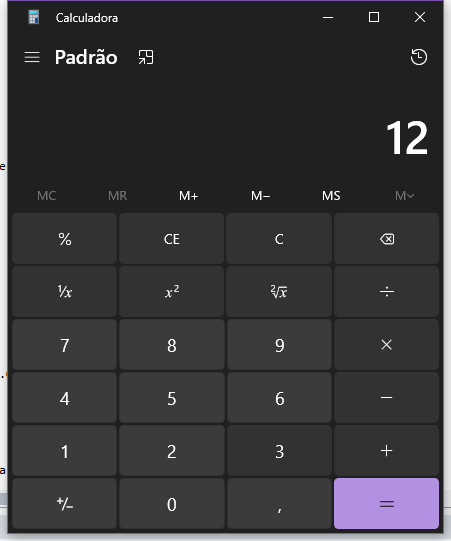 Calculadora
Padrão
12
MC MR M+ M− MS M
% CE C
¹/x x² ²√x ÷
7 8 9 ×
4 5 6 −
1 2 3 +
+/− 0 , =